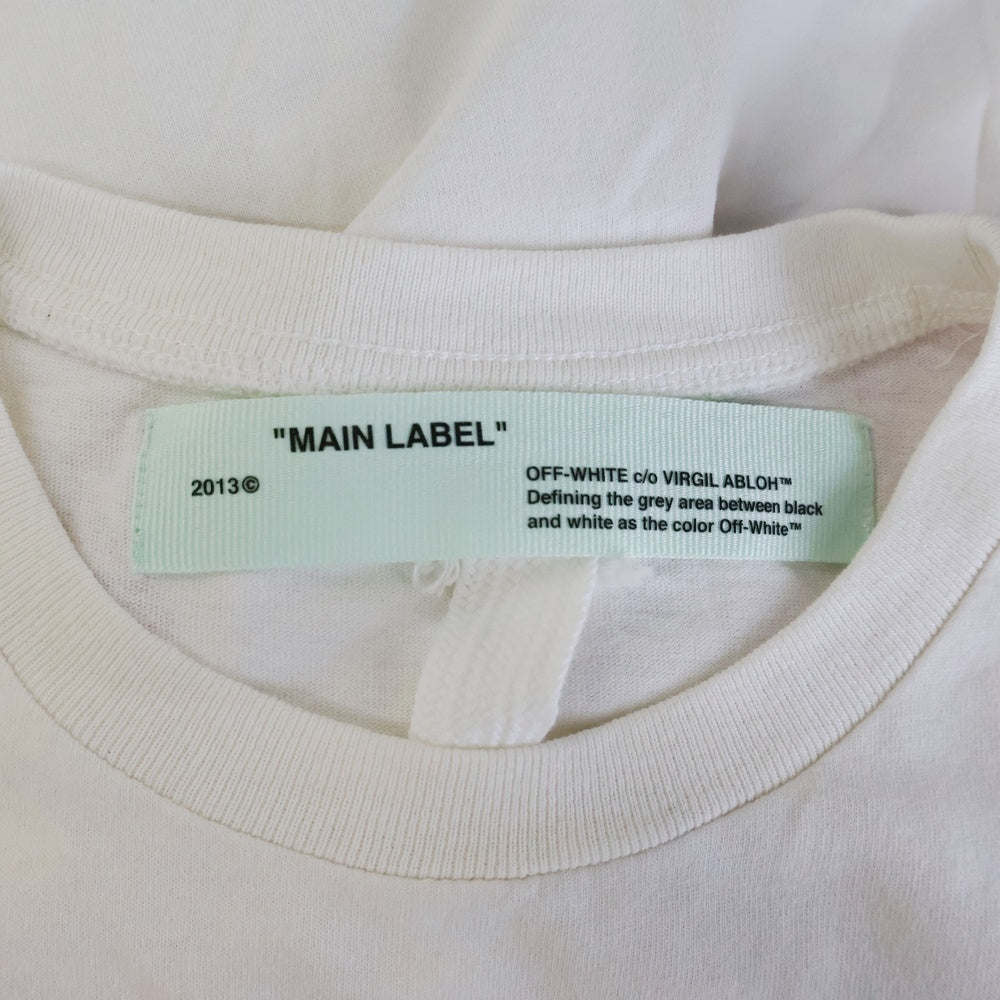 "MAIN LABEL"
2013©
OFF-WHITE c/o VIRGIL ABLOH™
Defining the grey area between black
and white as the color Off-White™